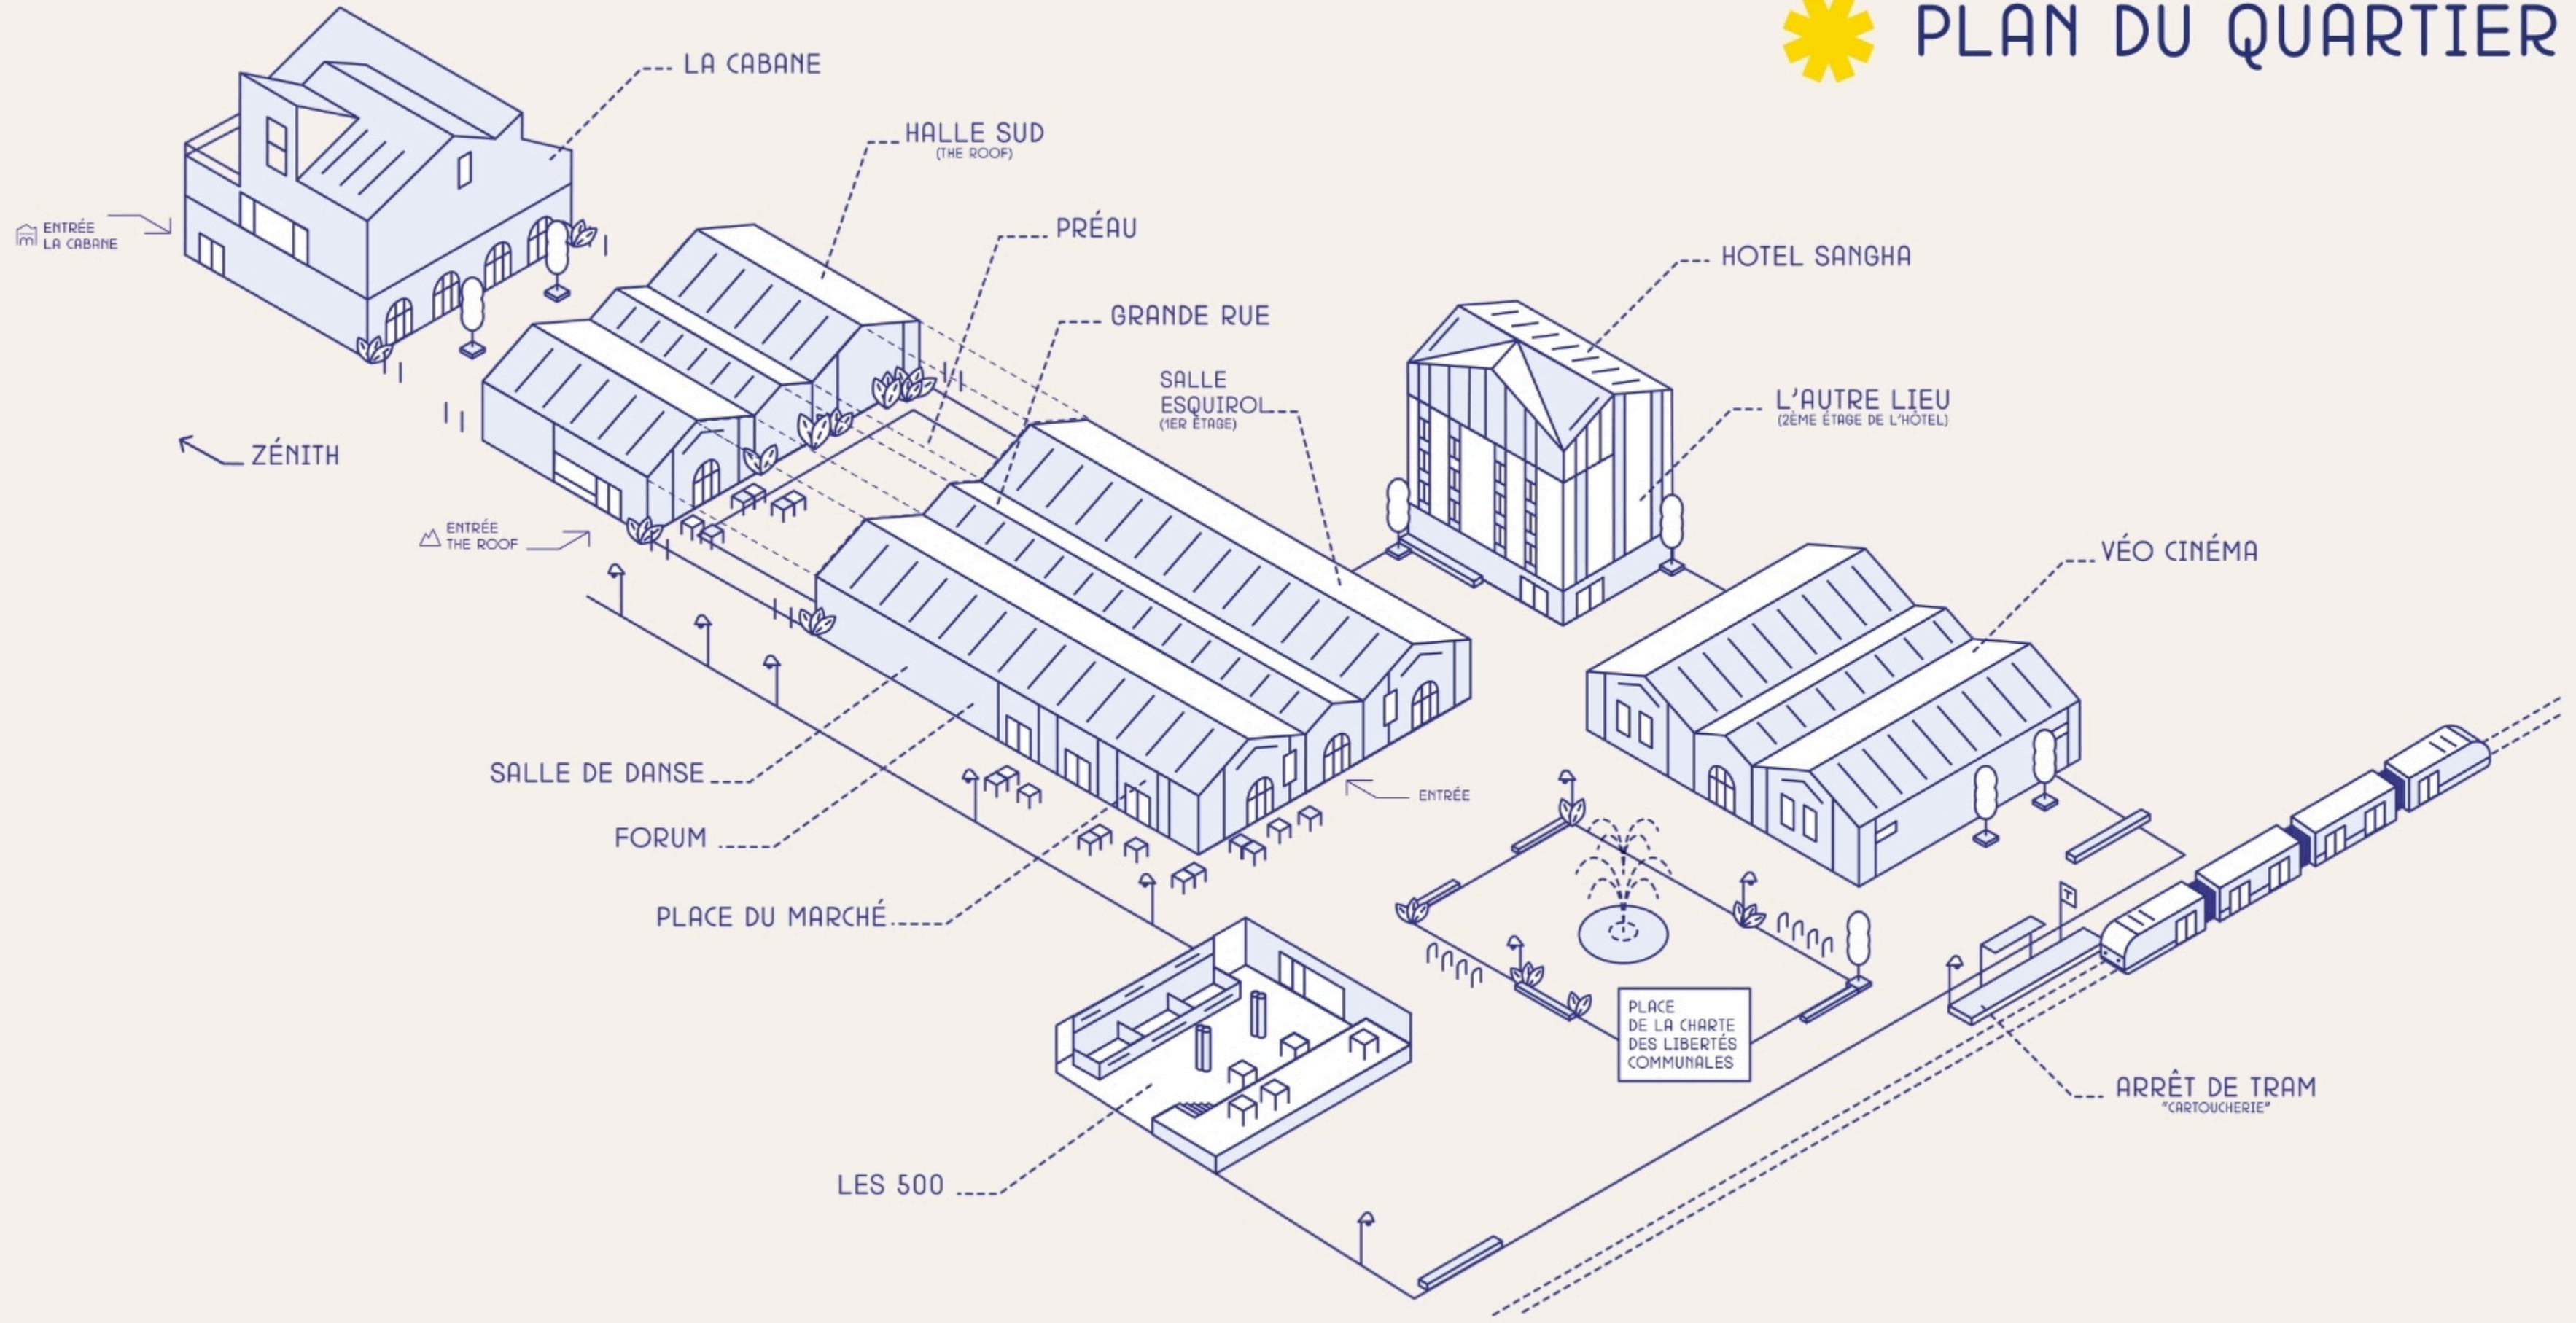 PLAN DU QUARTIER
LA CABANE
HALLE SUD
(THE ROOF)
PRÉAU
ENTRÉE
LA CABANE
HOTEL SANGHA
GRANDE RUE
SALLE
ESQUIROL
(1ER ÉTAGE)
L'AUTRE LIEU
(2ÈME ÉTAGE DE L'HÔTEL)
ZÉNITH
ENTRÉE
THE ROOF
VÉO CINÉMA
SALLE DE DANSE
ENTRÉE
FORUM
PLACE DU MARCHÉ
T
PLACE
DE LA CHARTE
DES LIBERTÉS
COMMUNALES
ARRÊT DE TRAM
"CARTOUCHERIE"
LES 500